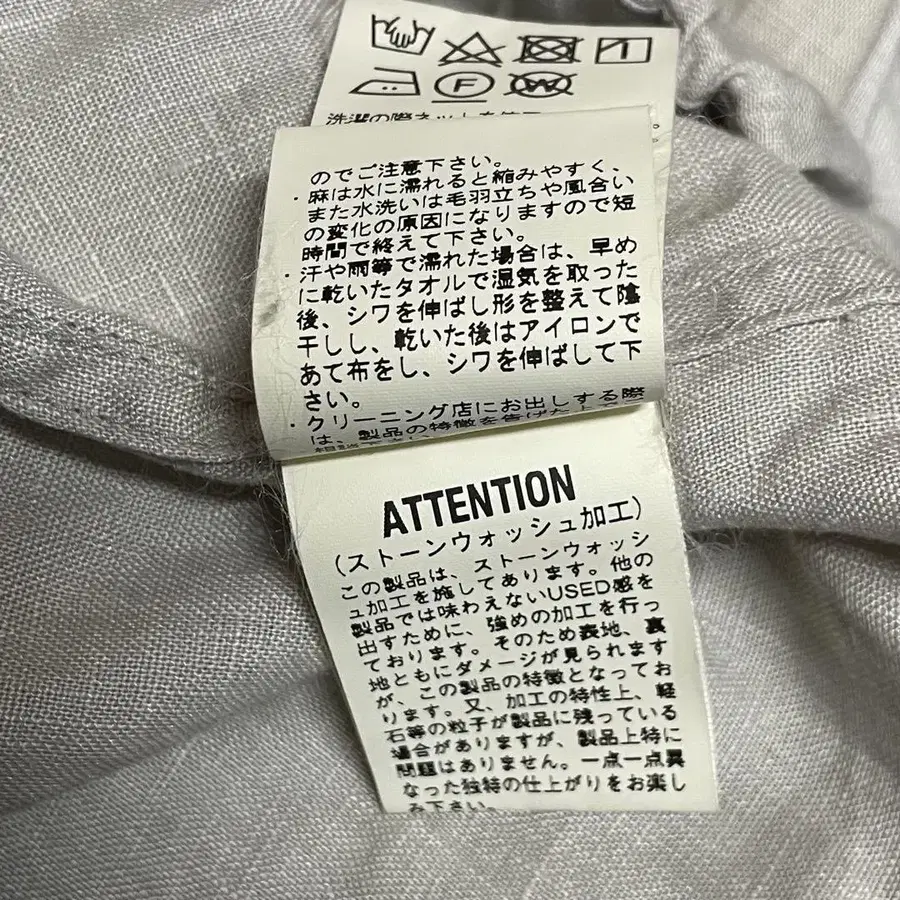 F
W
洗濯の際ネットを使
のでご注意下さい。
・麻は水に濡れると縮みやすく、
また水洗いは毛羽立ちや風合い
の変化の原因になりますので短
時間で終えて下さい。
・汗や雨等で濡れた場合は、早め
に乾いたタオルで湿気を取った
後、シワを伸ばし形を整えて陰
干しし、乾いた後はアイロンで
あて布をし、シワを伸ばして下
さい。
・クリーニング店にお出しする際
は、製品の特徴を告げた上で
ATTENTION
(ストーンウォッシュ加工)
この製品は、ストーンウォッシ
ュ加工を施してあります。他の
製品では味わえないUSED感を
出すために、強めの加工を行っ
ております。そのため表地、裏
地ともにダメージが見られます
が、この製品の特徴となってお
ります。又、加工の特性上、軽
石等の粒子が製品に残っている
場合がありますが、製品上特に
問題はありません。一点一点異
なった独特の仕上がりをお楽し
み下さい。